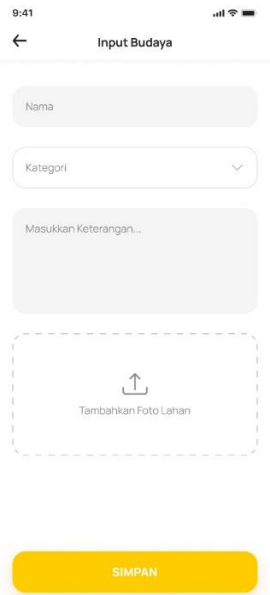 9:41
Input Budaya
Nama
Kategori
Masukkan Keterangan...
Tambahkan Foto Lahan
SIMPAN